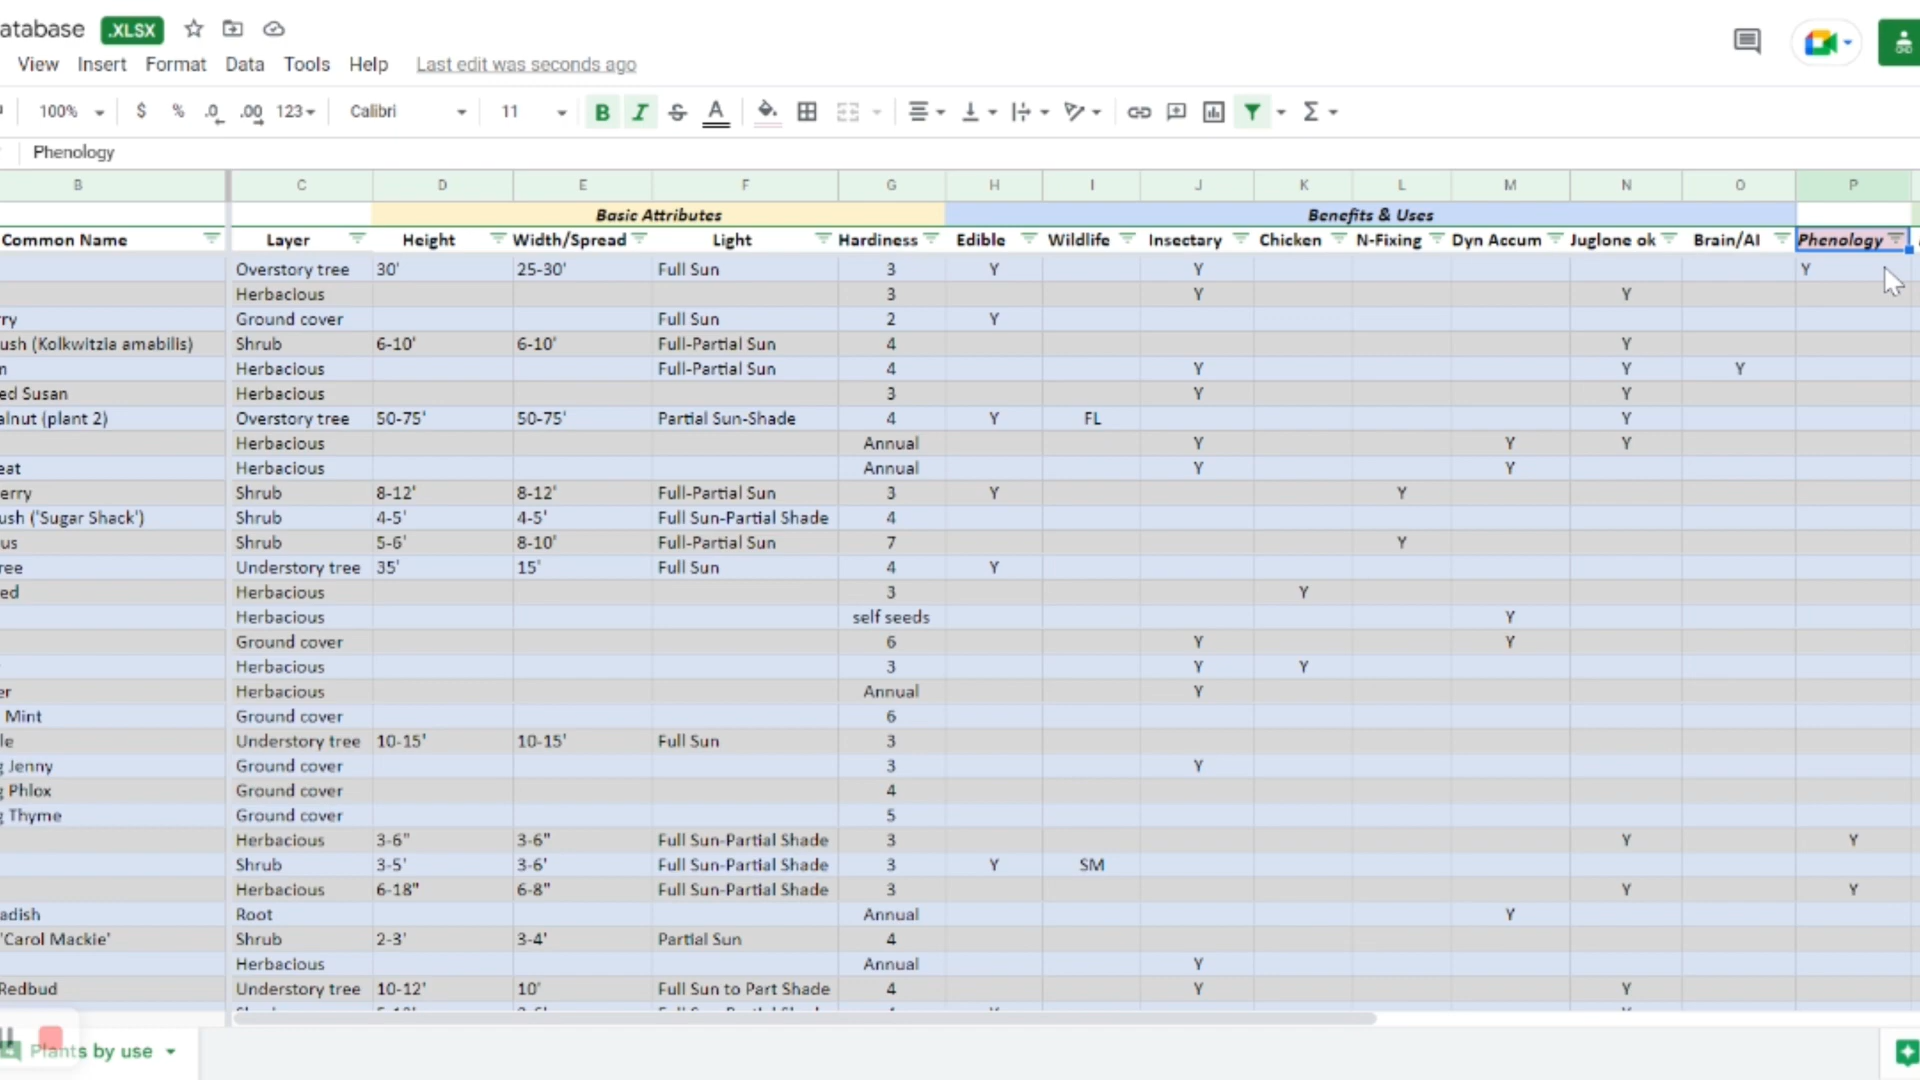 atabase .XLSX
View Insert Format Data Tools Help Last edit was seconds ago
100% $ % .0 .00 123 Calibri 11 B I S A Σ
Phenology
B C D E F G H I J K L M N O P
Basic Attributes Benefits & Uses
Common Name Layer Height Width/Spread Light Hardiness Edible Wildlife Insectary Chicken N-Fixing Dyn Accum Juglone ok Brain/AI Phenology
Overstory tree 30' 25-30' Full Sun 3 Y Y Y
Herbacious 3 Y Y
ry Ground cover Full Sun 2 Y
ush (Kolkwitzia amabilis) Shrub 6-10' 6-10' Full-Partial Sun 4 Y
Herbacious Full-Partial Sun 4 Y Y Y
ed Susan Herbacious 3 Y Y
alnut (plant 2) Overstory tree 50-75' 50-75' Partial Sun-Shade 4 Y FL Y
Herbacious Annual Y Y Y
eat Herbacious Annual Y Y
erry Shrub 8-12' 8-12' Full-Partial Sun 3 Y Y
ush ('Sugar Shack') Shrub 4-5' 4-5' Full Sun-Partial Shade 4
us Shrub 5-6' 8-10' Full-Partial Sun 7 Y
ree Understory tree 35' 15' Full Sun 4 Y
ed Herbacious 3 Y
Herbacious self seeds Y
Ground cover 6 Y Y
Herbacious 3 Y Y
er Herbacious Annual Y
Mint Ground cover 6
le Understory tree 10-15' 10-15' Full Sun 3
g Jenny Ground cover 3 Y
g Phlox Ground cover 4
g Thyme Ground cover 5
Herbacious 3-6" 3-6" Full Sun-Partial Shade 3 Y Y
Shrub 3-5' 3-6' Full Sun-Partial Shade 3 Y SM
Herbacious 6-18" 6-8" Full Sun-Partial Shade 3 Y Y
adish Root Annual Y
'Carol Mackie' Shrub 2-3' 3-4' Partial Sun 4
Herbacious Annual Y
Redbud Understory tree 10-12' 10' Full Sun to Part Shade 4 Y Y
Plants by use